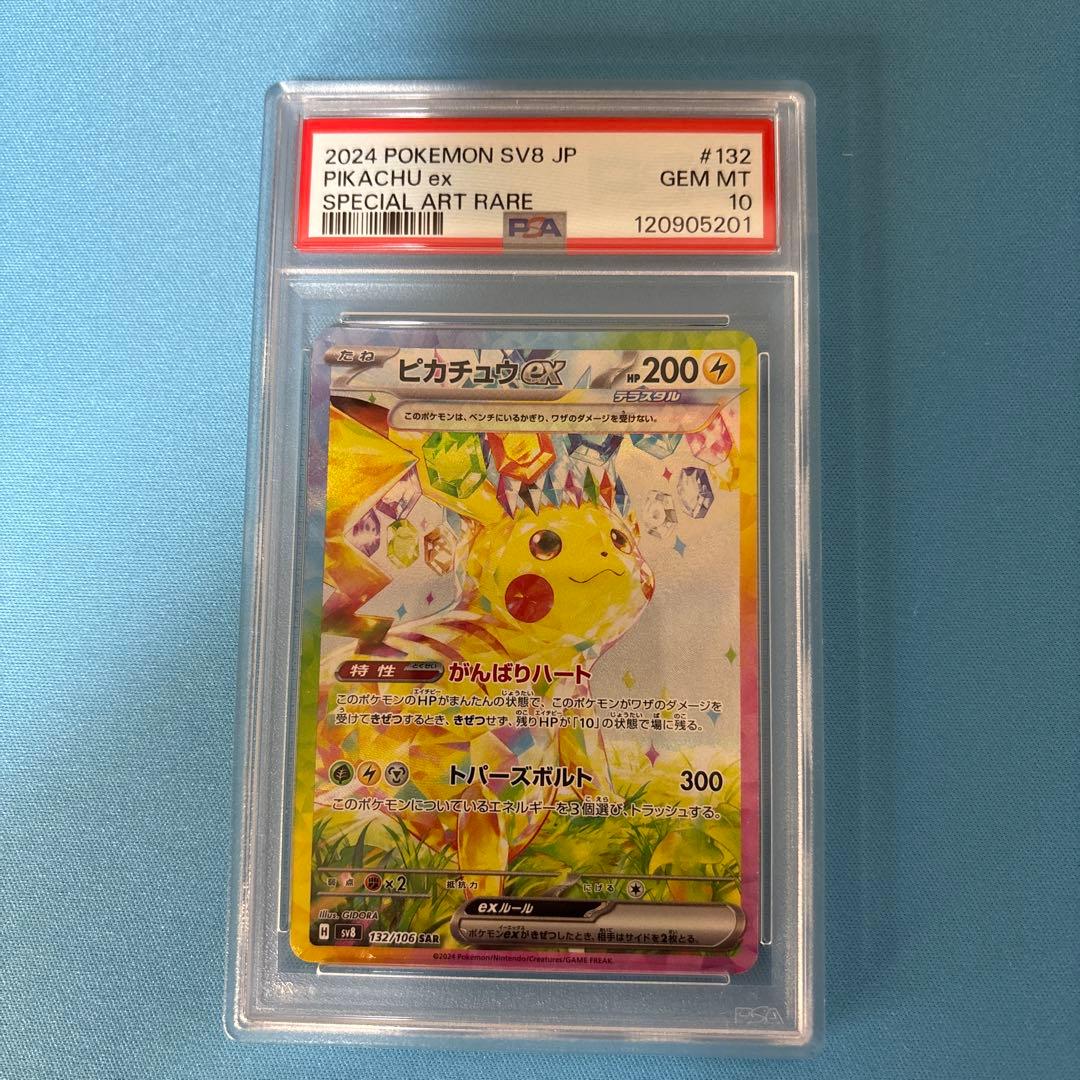 2024 POKEMON SV8 JP #132
PIKACHU ex GEM MT
SPECIAL ART RARE 10
PSA 120905201
たね ピカチュウex HP 200
テラスタル
このポケモンは、ベンチにいるかぎり、ワザのダメージを受けない。
特性 とくせい がんばりハート
このポケモンのHPがまんたんの状態で、このポケモンがワザのダメージを
受けてきぜつするとき、きぜつせず、残りHPが「10」の状態で場に残る。
トパーズボルト 300
このポケモンについているエネルギーを3個選び、トラッシュする。
弱点 ×2 抵抗力 にげる
Illus. GIDORA
exルール
ポケモンexがきぜつしたとき、相手はサイドを2枚とる。
H sv8 132/106 SAR
©2024 Pokémon/Nintendo/Creatures/GAME FREAK.
PSA